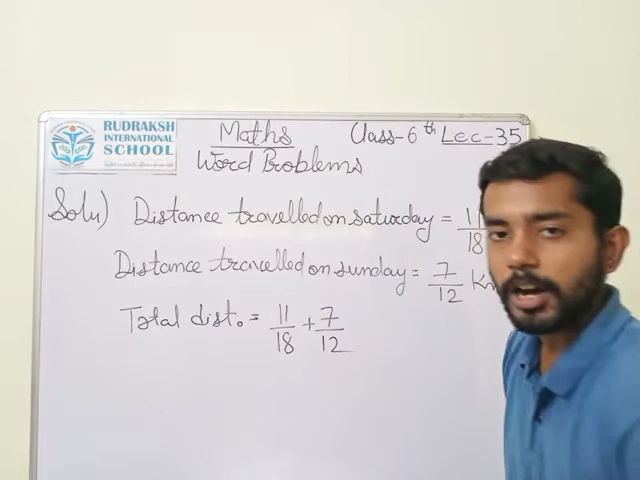 RUDRAKSH
INTERNATIONAL
SCHOOL
Maths
Class-6th Lec-35
Word Problems
Solu) Distance travelled on saturday = 11/18
Distance travelled on sunday = 7/12 Km
Total dist. = 11/18 + 7/12